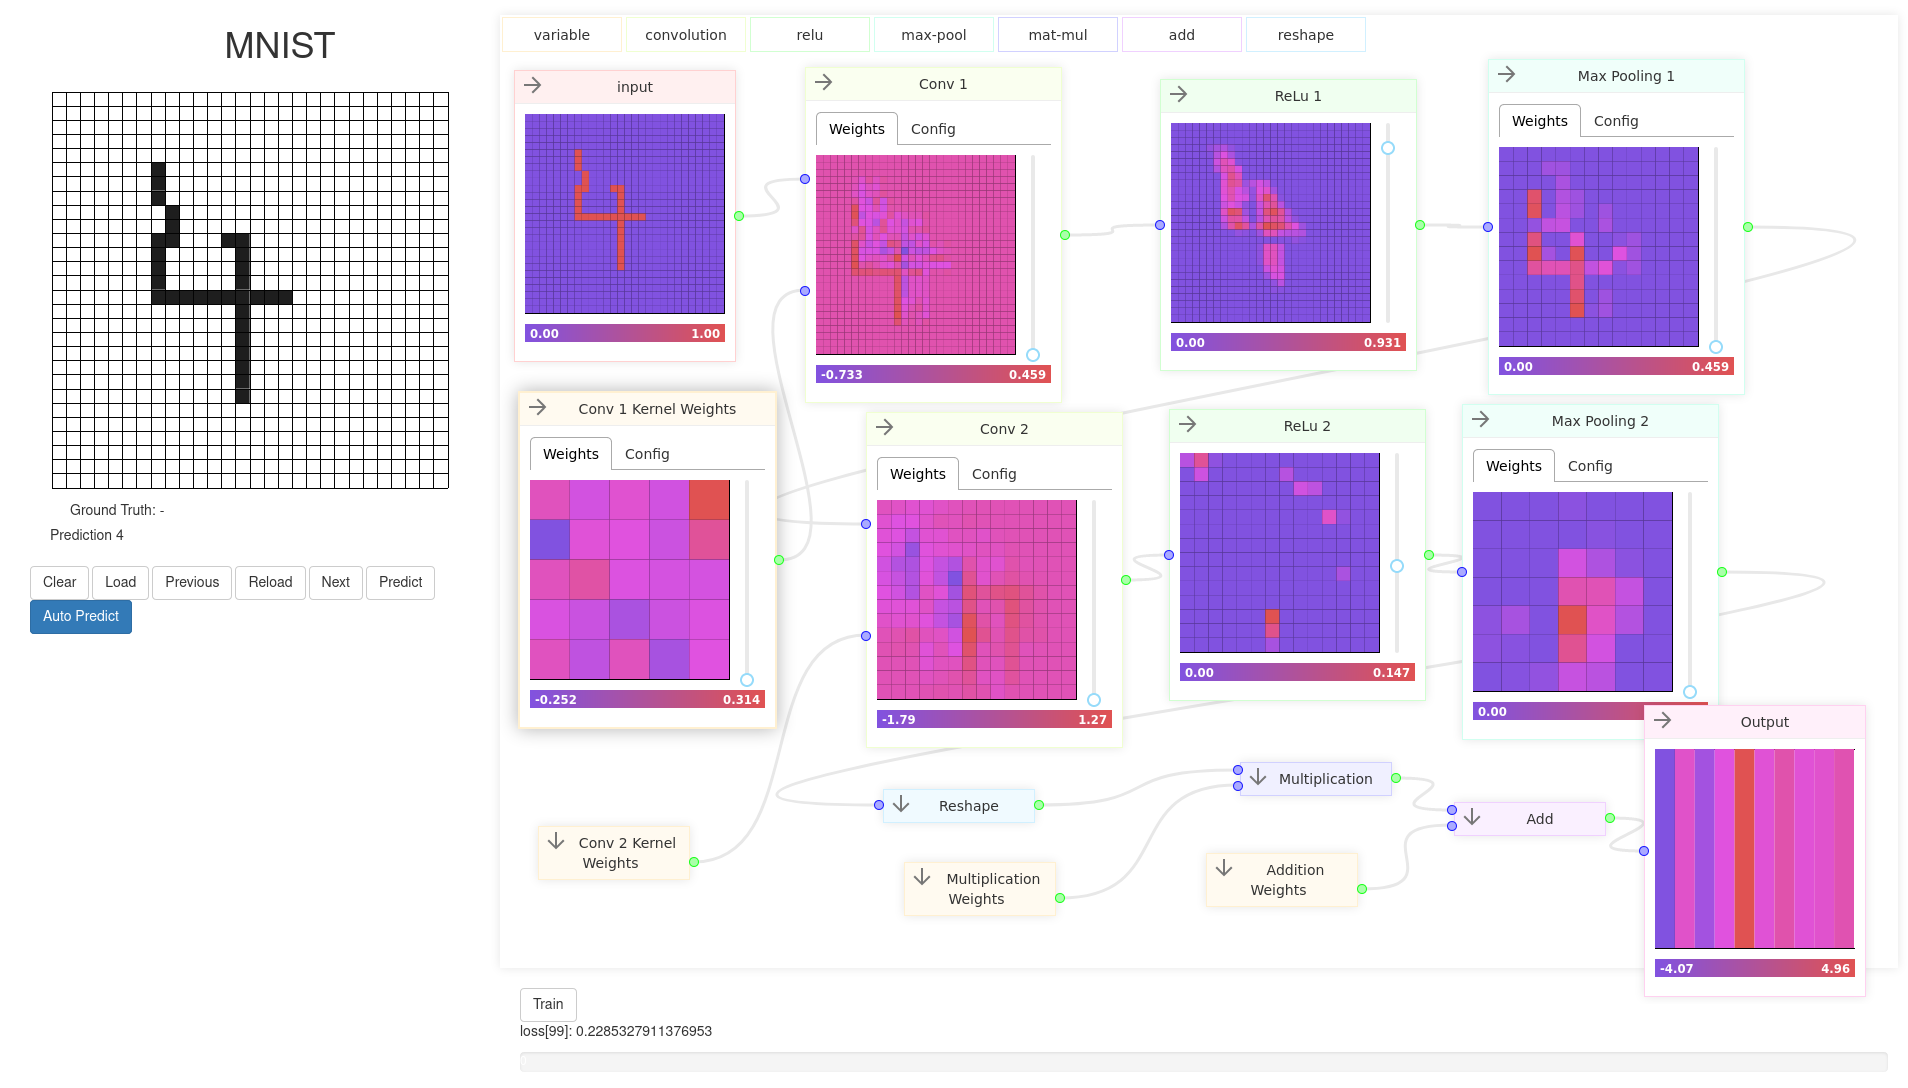 MNIST
Ground Truth: -
Prediction 4
Clear
Load
Previous
Reload
Next
Predict
Auto Predict
variable
convolution
relu
max-pool
mat-mul
add
reshape
input
0.00
1.00
Conv 1
Weights
Config
-0.733
0.459
ReLu 1
0.00
0.931
Max Pooling 1
Weights
Config
0.00
0.459
Conv 1 Kernel Weights
Weights
Config
-0.252
0.314
Conv 2
Weights
Config
-1.79
1.27
ReLu 2
0.00
0.147
Max Pooling 2
Weights
Config
0.00
Output
-4.07
4.96
Reshape
Multiplication
Add
Conv 2 Kernel
Weights
Multiplication
Weights
Addition
Weights
Train
loss[99]: 0.2285327911376953